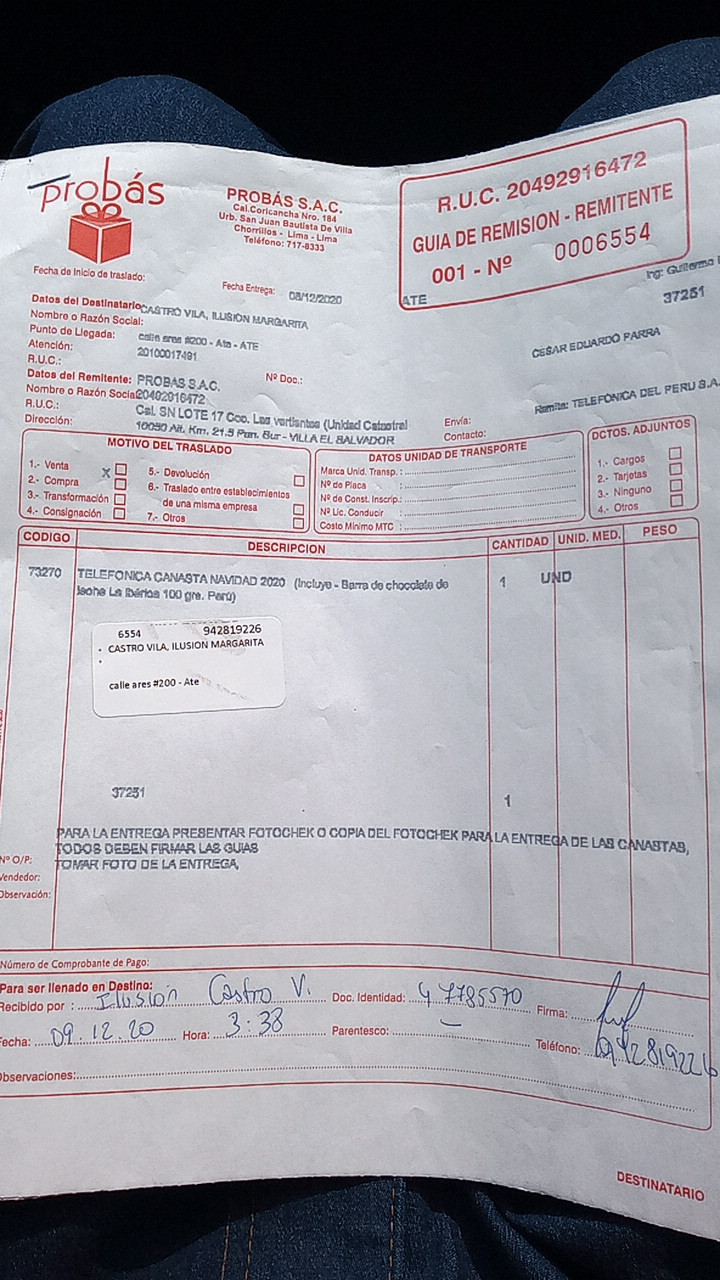 probás
PROBÁS S.A.C.
Cal.Coricancha Nro. 184
Urb. San Juan Bautista De Villa
Chorrillos - Lima - Lima
Teléfono: 717-8333
R.U.C. 20492916472
GUIA DE REMISION - REMITENTE
001 - Nº 0006554
Fecha de Inicio de traslado:
Fecha Entrega: 08/12/2020
ATE
Ing: Guillermo
37251
Datos del Destinatario
Nombre o Razón Social: CASTRO VILA, ILUSION MARGARITA
Punto de Llegada: calle ares #200 - Ate - ATE
Atención: 20100017491
R.U.C.:
CESAR EDUARDO PARRA
Datos del Remitente: PROBAS S.A.C.
Nº Doc.:
Nombre o Razón Social 20492916472
R.U.C.:
Remite: TELEFONICA DEL PERU S.A.
Dirección: Cal. SN LOTE 17 Coo. Las vertientes (Unidad Catastral
10050 Alt. Km. 21.5 Pan. Sur - VILLA EL SALVADOR
Envía:
Contacto:
MOTIVO DEL TRASLADO
1.- Venta X
2.- Compra
3.- Transformación
4.- Consignación
5.- Devolución
6.- Traslado entre establecimientos
de una misma empresa
7.- Otros
DATOS UNIDAD DE TRANSPORTE
Marca Unid. Transp. :
Nº de Placa :
Nº de Const. Inscrip.:
Nº Lic. Conducir :
Costo Mínimo MTC :
DCTOS. ADJUNTOS
1.- Cargos
2.- Tarjetas
3.- Ninguno
4.- Otros
CODIGO DESCRIPCION CANTIDAD UNID. MED. PESO
73270 TELEFONICA CANASTA NAVIDAD 2020 (Incluye - Barra de chocolate de 1 UND
leche La Ibérica 100 grs. Perú)
6554 942819226
CASTRO VILA, ILUSION MARGARITA
calle ares #200 - Ate
37251 1
PARA LA ENTREGA PRESENTAR FOTOCHEK O COPIA DEL FOTOCHEK PARA LA ENTREGA DE LAS CANASTAS,
TODOS DEBEN FIRMAR LAS GUIAS
TOMAR FOTO DE LA ENTREGA,
Nº O/P:
Vendedor:
Observación:
Número de Comprobante de Pago:
Para ser llenado en Destino:
Recibido por : Ilusión Castro V. Doc. Identidad: 47785570 Firma:
Fecha: 09.12.20 Hora: 3:38 Parentesco: — Teléfono: 942819226
Observaciones:
DESTINATARIO